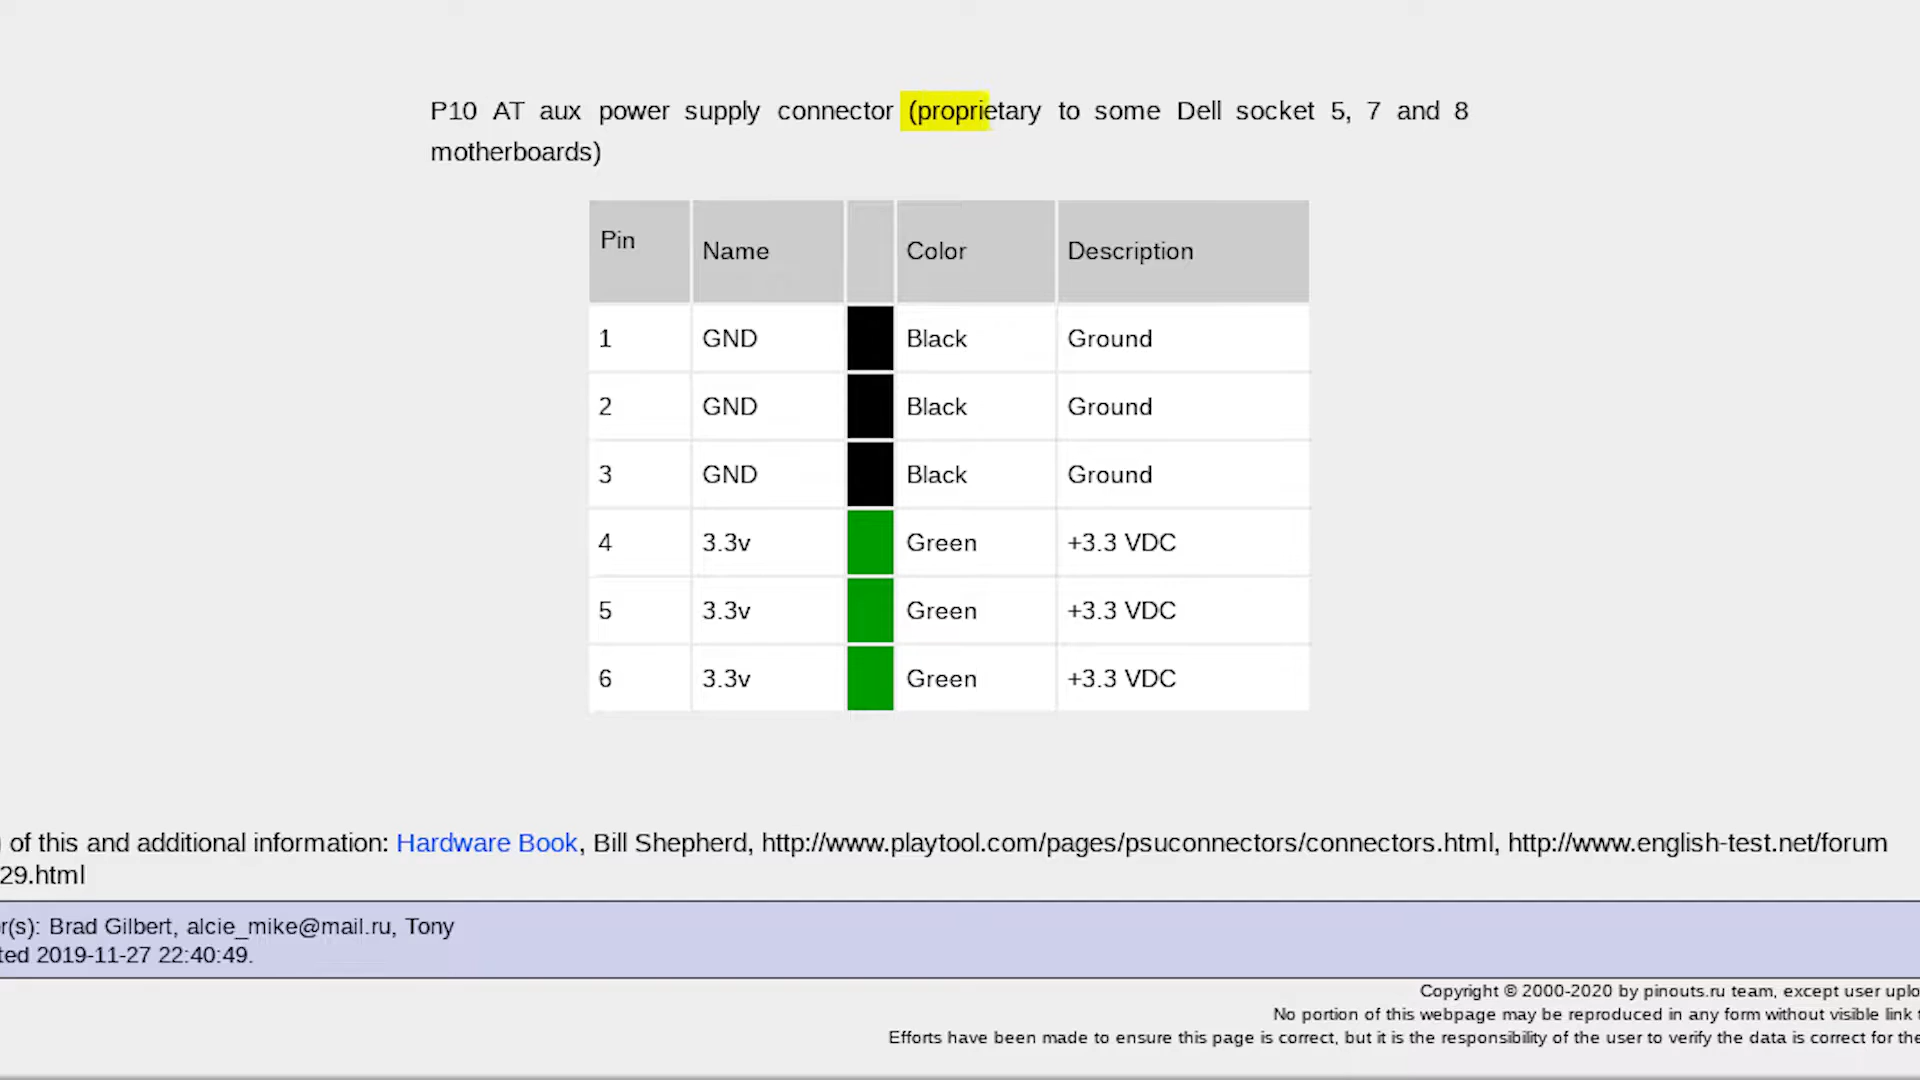 P10 AT aux power supply connector (proprietary to some Dell socket 5, 7 and 8
motherboards)
Pin Name Color Description
1 GND Black Ground
2 GND Black Ground
3 GND Black Ground
4 3.3v Green +3.3 VDC
5 3.3v Green +3.3 VDC
6 3.3v Green +3.3 VDC
) of this and additional information: Hardware Book, Bill Shepherd, http://www.playtool.com/pages/psuconnectors/connectors.html, http://www.english-test.net/forum
29.html
r(s): Brad Gilbert, alcie_mike@mail.ru, Tony
ted 2019-11-27 22:40:49.
Copyright © 2000-2020 by pinouts.ru team, except user uplo
No portion of this webpage may be reproduced in any form without visible link t
Efforts have been made to ensure this page is correct, but it is the responsibility of the user to verify the data is correct for the